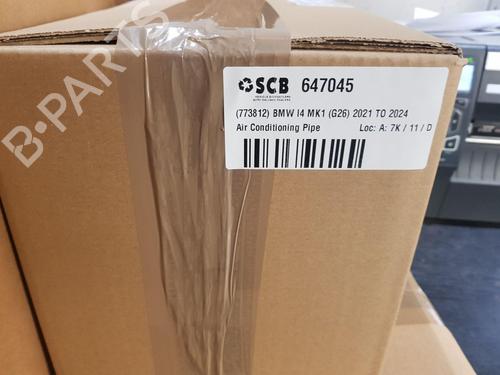 SCB 647045
(773812) BMW I4 MK1 (G26) 2021 TO 2024
Air Conditioning Pipe Loc: A: 7K / 11 / D
B-PARTS